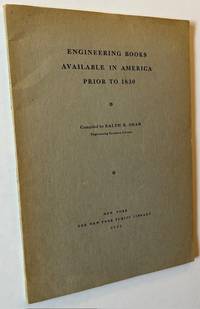 ENGINEERING BOOKS
AVAILABLE IN AMERICA
PRIOR TO 1830
Compiled by RALPH R. SHAW
Engineering Societies Library
NEW YORK
THE NEW YORK PUBLIC LIBRARY